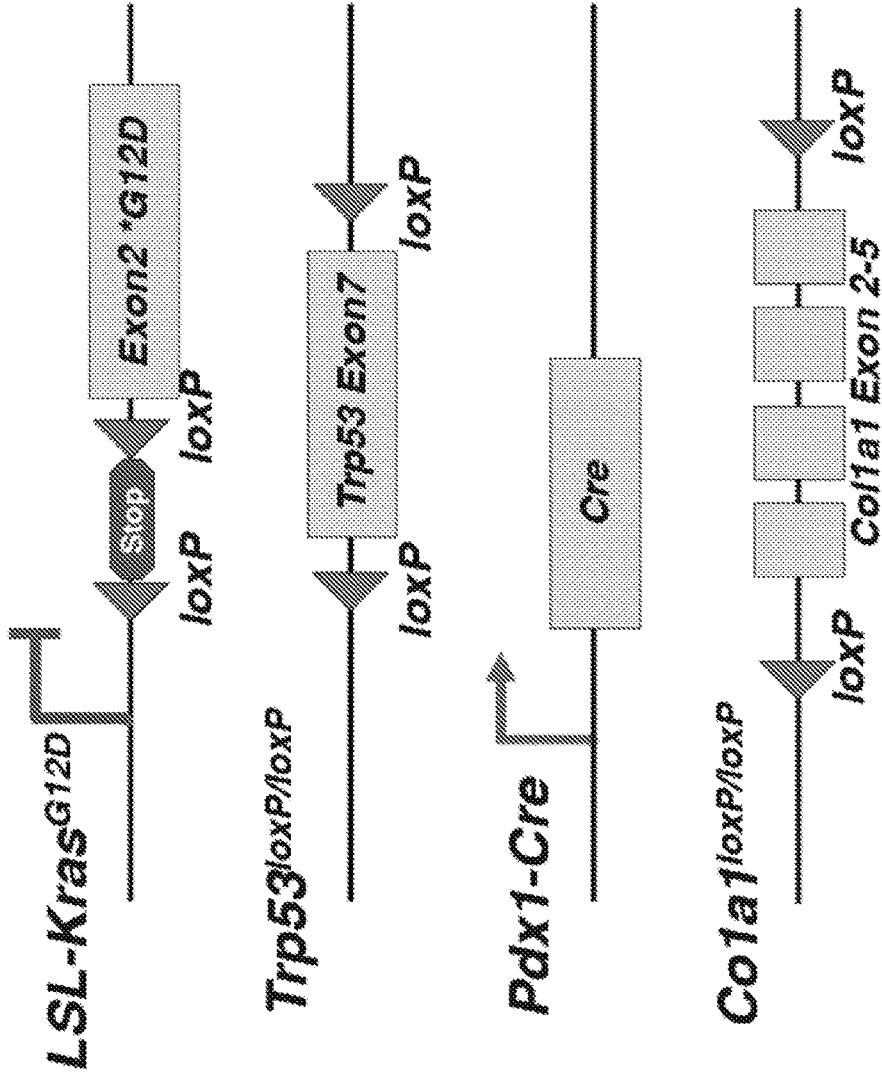 LSL-Kras^G12D
Stop Exon2 *G12D
loxP loxP
Trp53^loxP/loxP
Trp53 Exon7
loxP loxP
Pdx1-Cre
Cre
Co1a1^loxP/loxP
loxP Col1a1 Exon 2-5 loxP